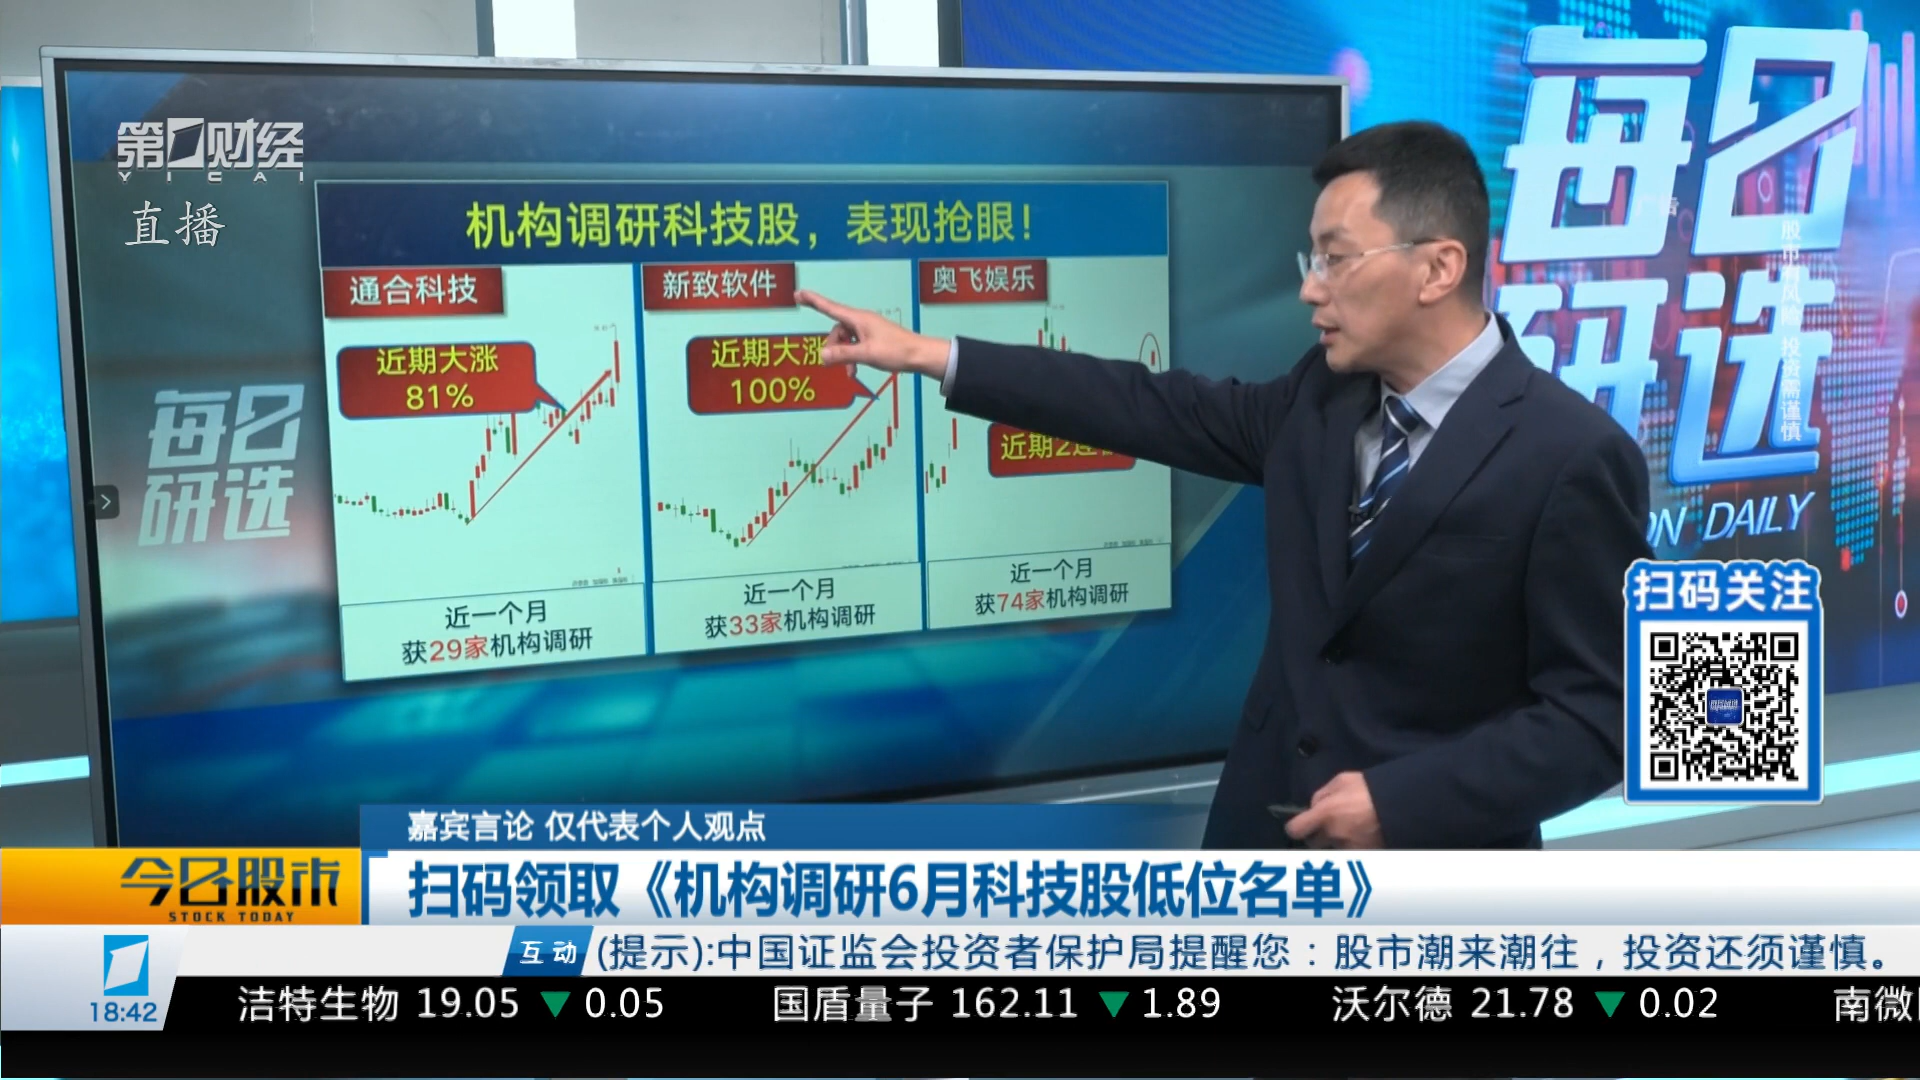 第1财经
YICAI
直播
机构调研科技股，表现抢眼！
通合科技
近期大涨
81%
近一个月
获29家机构调研
新致软件
近期大涨
100%
近一个月
获33家机构调研
奥飞娱乐
近期2连
近一个月
获74家机构调研
每日
研选
每日
研选
ON DAILY
股市有风险 投资需谨慎
扫码关注
嘉宾言论 仅代表个人观点
今日股市
STOCK TODAY
扫码领取《机构调研6月科技股低位名单》
互动
(提示):中国证监会投资者保护局提醒您：股市潮来潮往，投资还须谨慎。
18:42
洁特生物 19.05 ▼ 0.05 国盾量子 162.11 ▼ 1.89 沃尔德 21.78 ▼ 0.02 南微